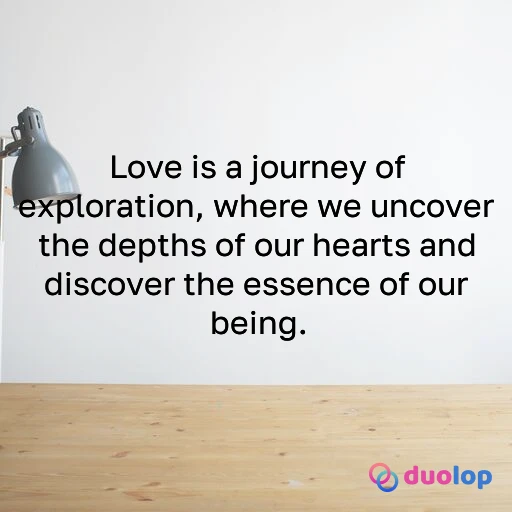 Love is a journey of
exploration, where we uncover
the depths of our hearts and
discover the essence of our
being.
duolop